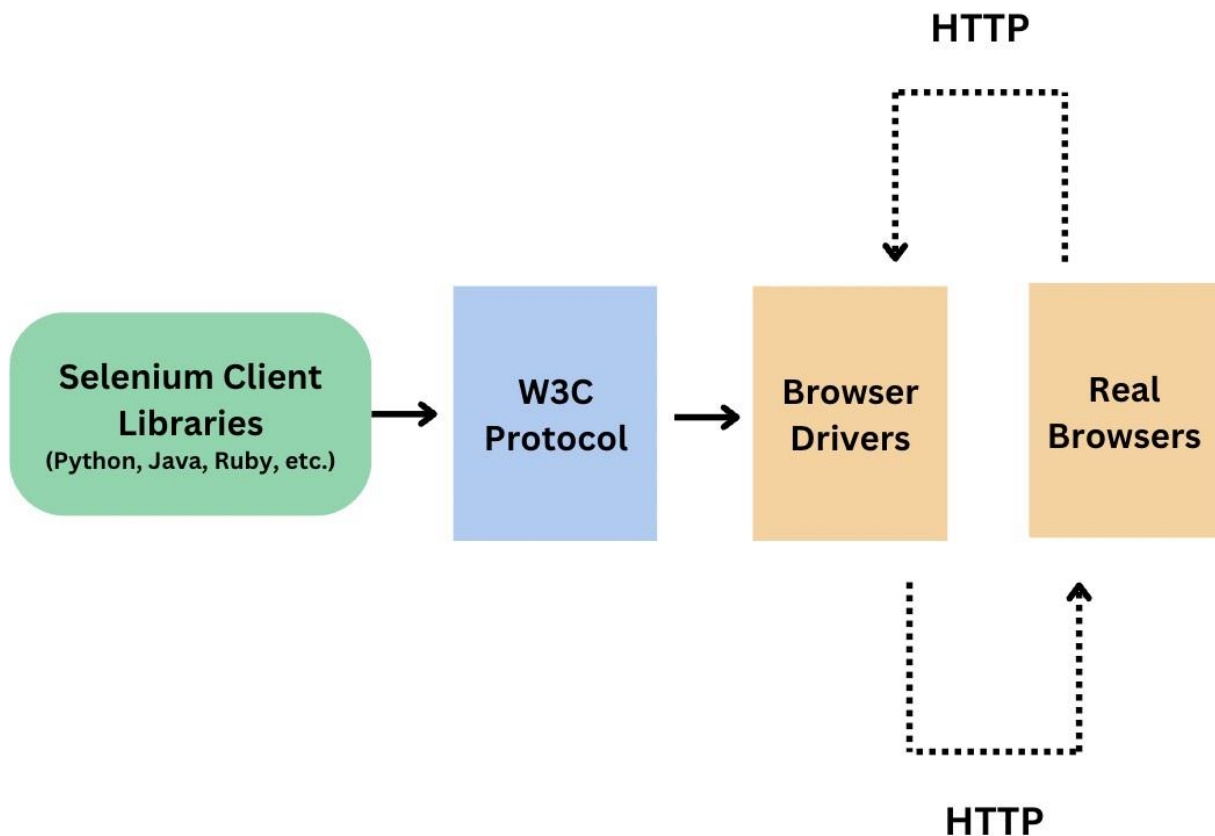 HTTP
Selenium Client
Libraries
(Python, Java, Ruby, etc.)
W3C
Protocol
Browser
Drivers
Real
Browsers
HTTP